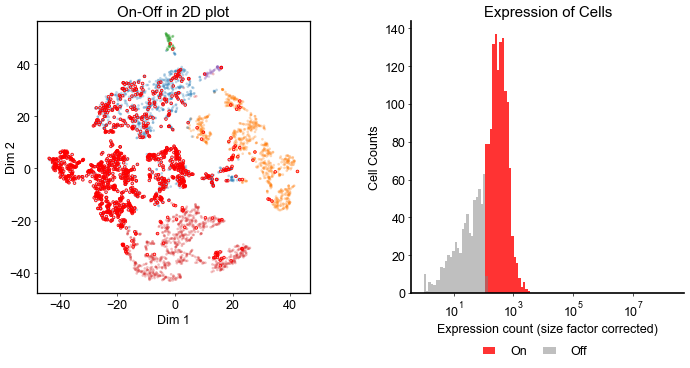 On-Off in 2D plot
Dim 2
40
20
0
−20
−40
−40 −20 0 20 40
Dim 1
Expression of Cells
Cell Counts
140
120
100
80
60
40
20
0
10^1 10^3 10^5 10^7
Expression count (size factor corrected)
On Off